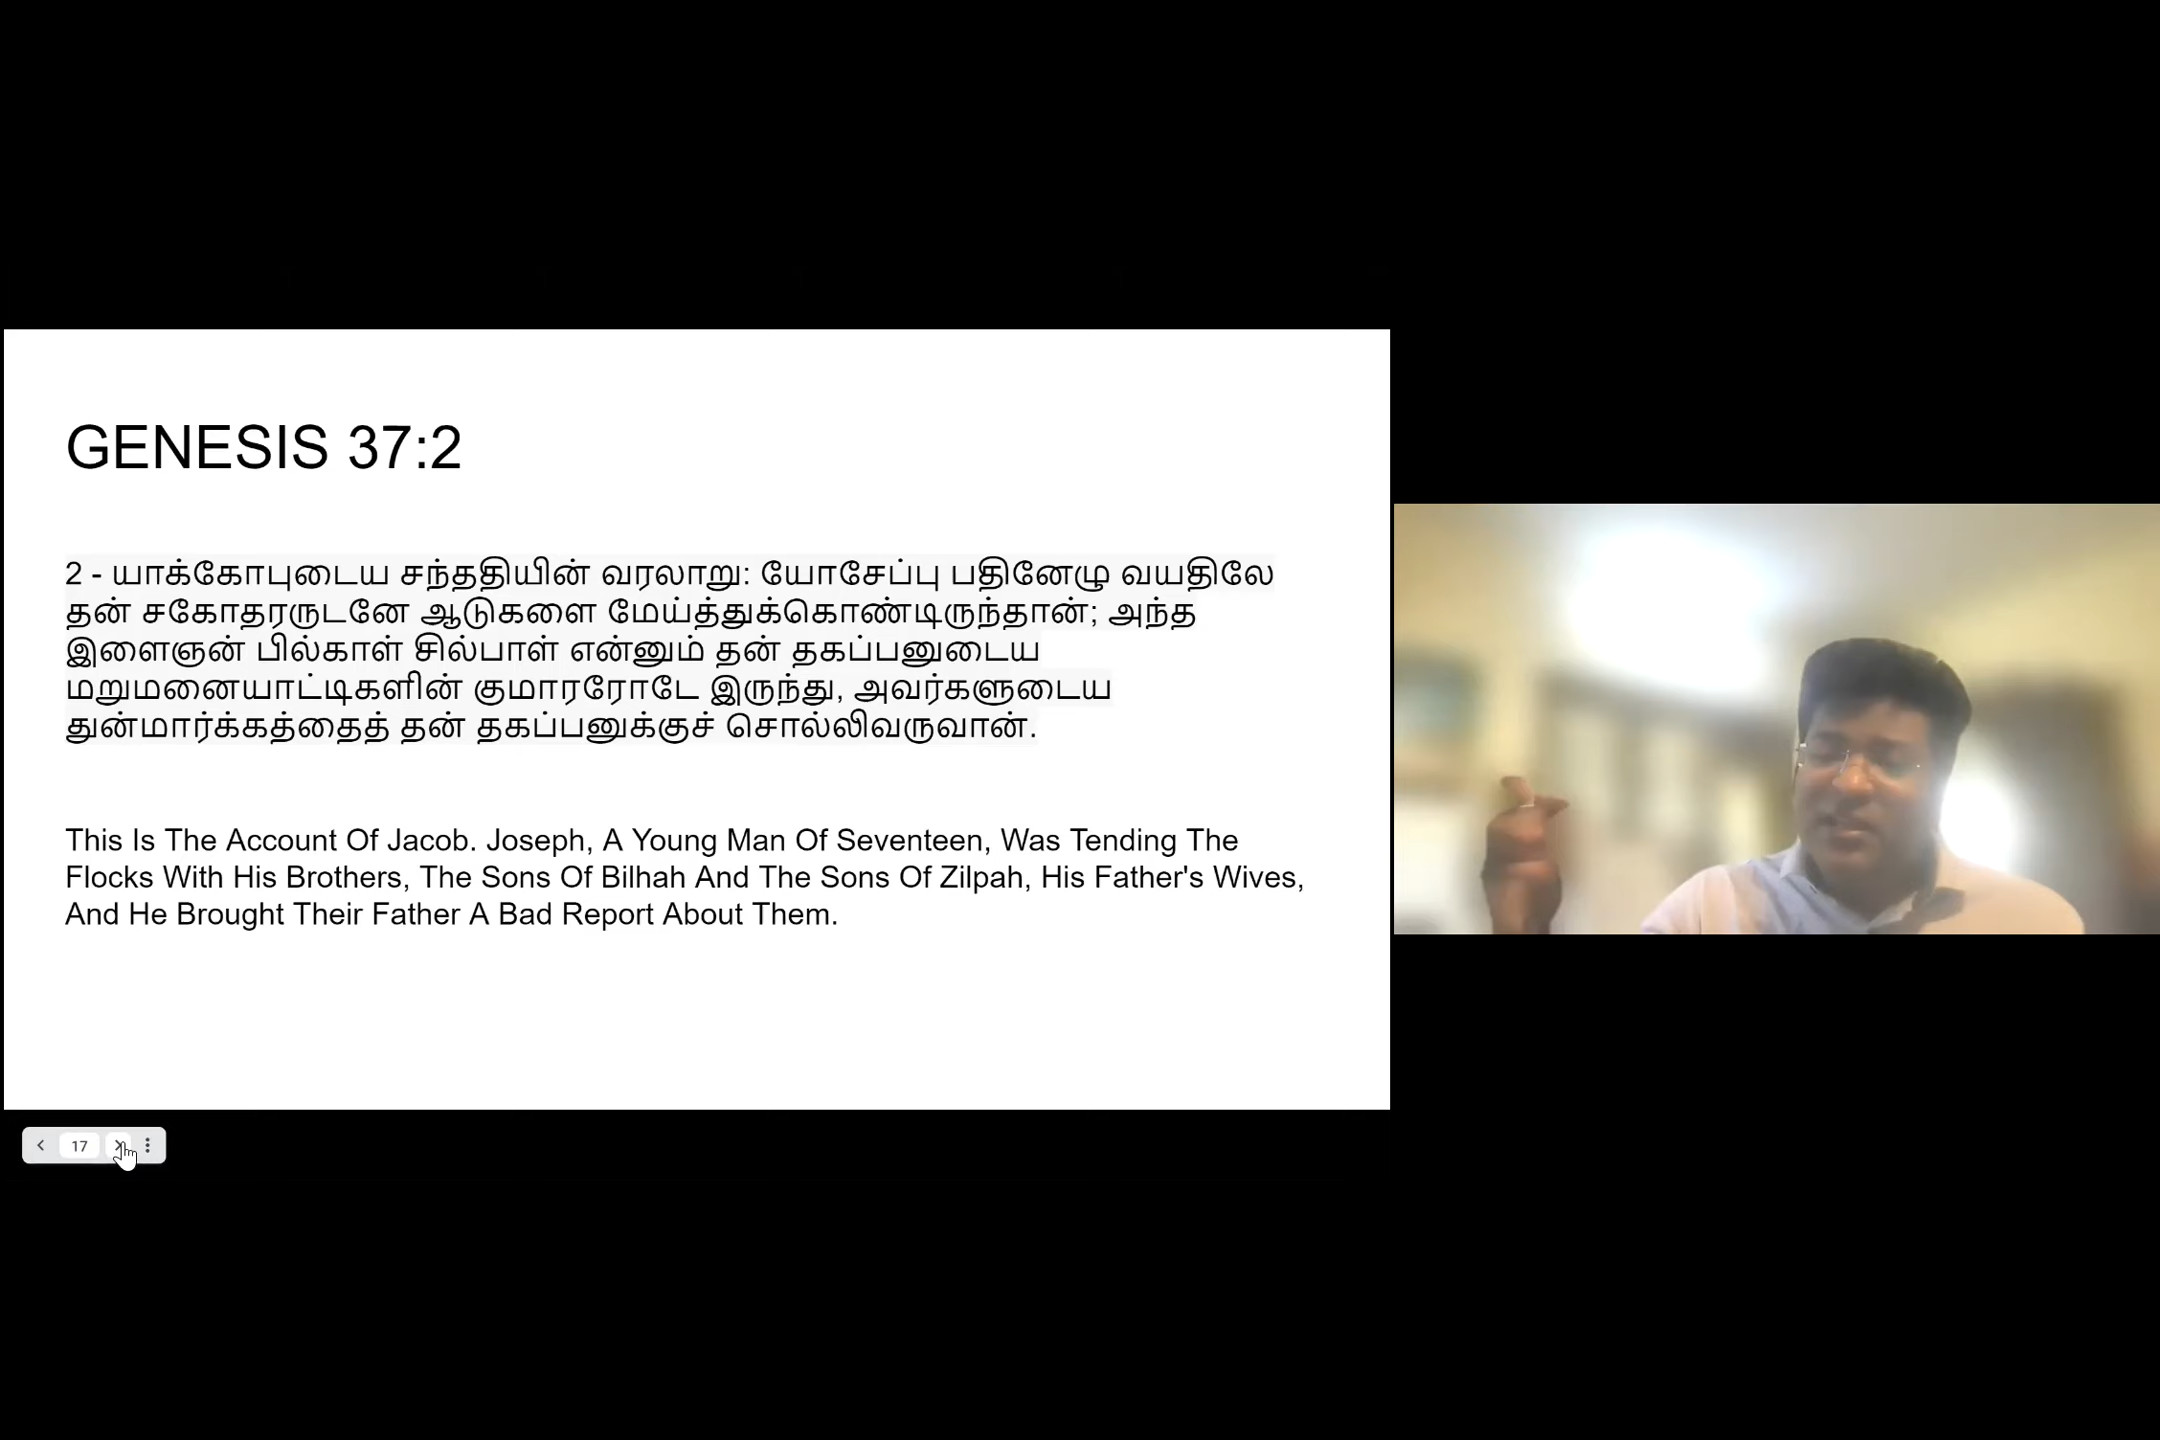 GENESIS 37:2
2 - யாக்கோபுடைய சந்ததியின் வரலாறு: யோசேப்பு பதினேழு வயதிலே
தன் சகோதரருடனே ஆடுகளை மேய்த்துக்கொண்டிருந்தான்; அந்த
இளைஞன் பில்காள் சில்பாள் என்னும் தன் தகப்பனுடைய
மறுமனையாட்டிகளின் குமாரரோடே இருந்து, அவர்களுடைய
துன்மார்க்கத்தைத் தன் தகப்பனுக்குச் சொல்லிவருவான்.
This Is The Account Of Jacob. Joseph, A Young Man Of Seventeen, Was Tending The
Flocks With His Brothers, The Sons Of Bilhah And The Sons Of Zilpah, His Father's Wives,
And He Brought Their Father A Bad Report About Them.
17